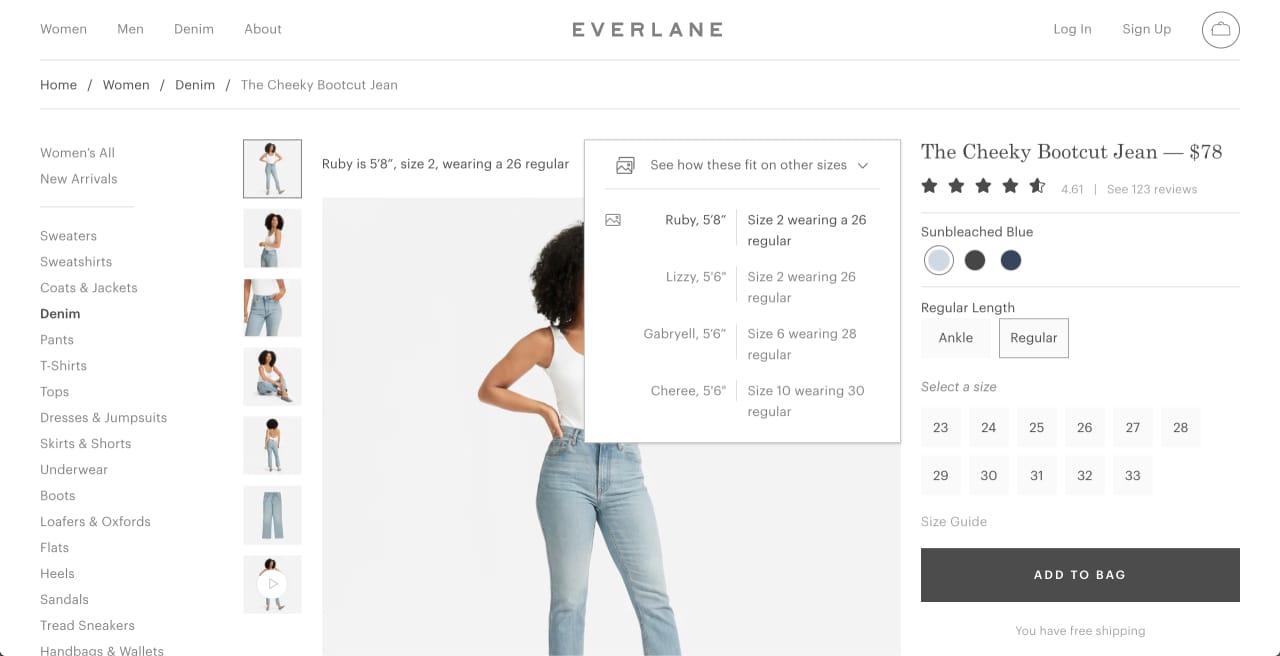 Women Men Denim About EVERLANE Log In Sign Up
Home / Women / Denim / The Cheeky Bootcut Jean
Women's All
New Arrivals
Sweaters
Sweatshirts
Coats & Jackets
Denim
Pants
T-Shirts
Tops
Dresses & Jumpsuits
Skirts & Shorts
Underwear
Boots
Loafers & Oxfords
Flats
Heels
Sandals
Tread Sneakers
Handbags & Wallets
Ruby is 5'8", size 2, wearing a 26 regular
See how these fit on other sizes
Ruby, 5'8" Size 2 wearing a 26
regular
Lizzy, 5'6" Size 2 wearing 26
regular
Gabryell, 5'6" Size 6 wearing 28
regular
Cheree, 5'6" Size 10 wearing 30
regular
The Cheeky Bootcut Jean — $78
4.61 | See 123 reviews
Sunbleached Blue
Regular Length
Ankle Regular
Select a size
23 24 25 26 27 28
29 30 31 32 33
Size Guide
ADD TO BAG
You have free shipping